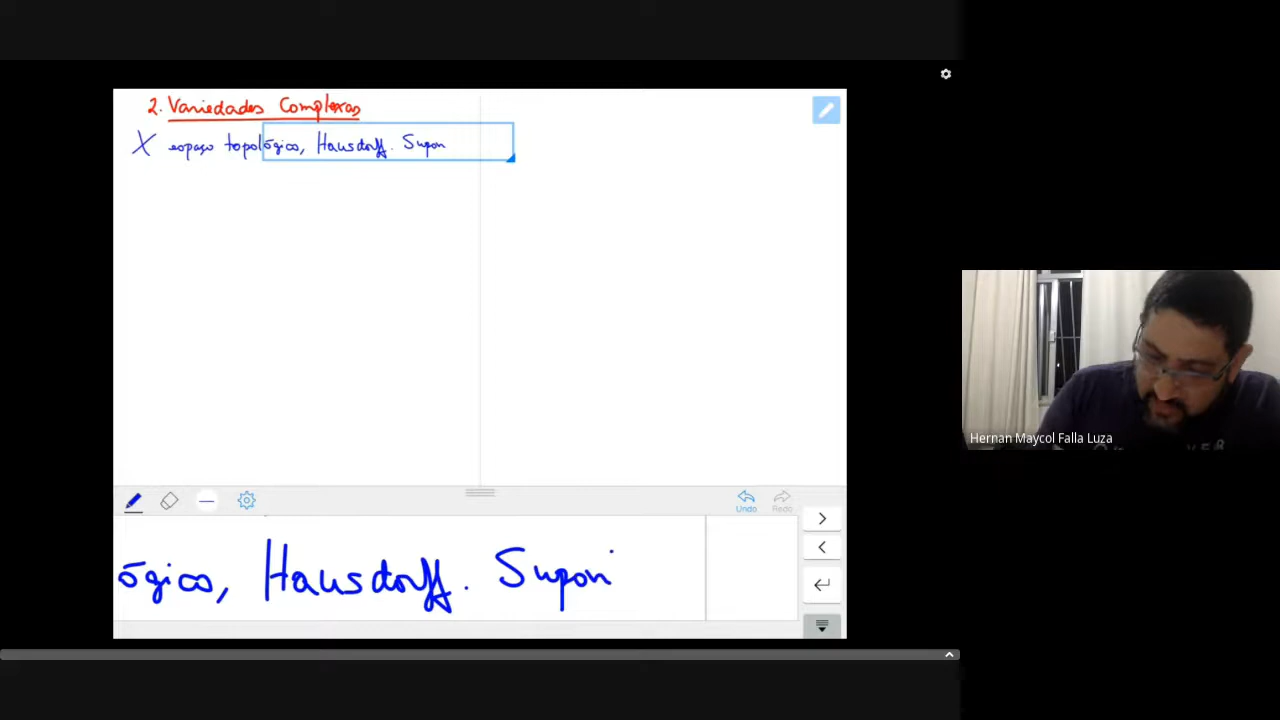 2. Variedades Complexas
X espaço topológico, Hausdorff. Supon
Undo
Redo
ógico, Hausdorff. Supon
Hernan Maycol Falla Luza